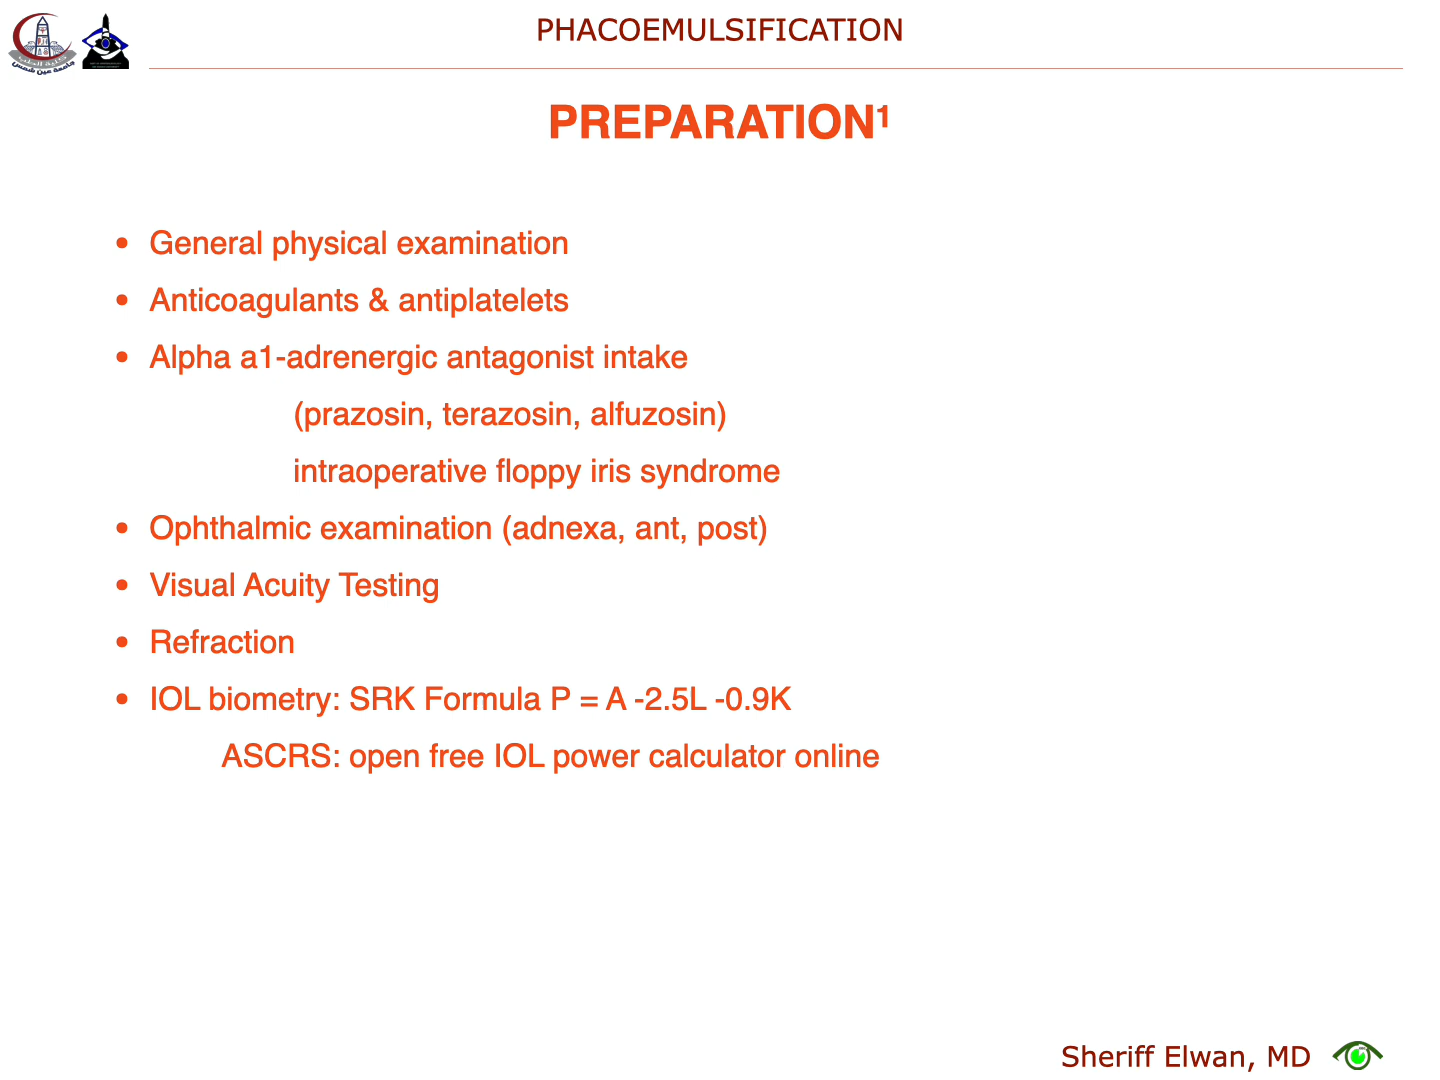 PHACOEMULSIFICATION
PREPARATION¹
• General physical examination
• Anticoagulants & antiplatelets
• Alpha a1-adrenergic antagonist intake
(prazosin, terazosin, alfuzosin)
intraoperative floppy iris syndrome
• Ophthalmic examination (adnexa, ant, post)
• Visual Acuity Testing
• Refraction
• IOL biometry: SRK Formula P = A -2.5L -0.9K
ASCRS: open free IOL power calculator online
Sheriff Elwan, MD